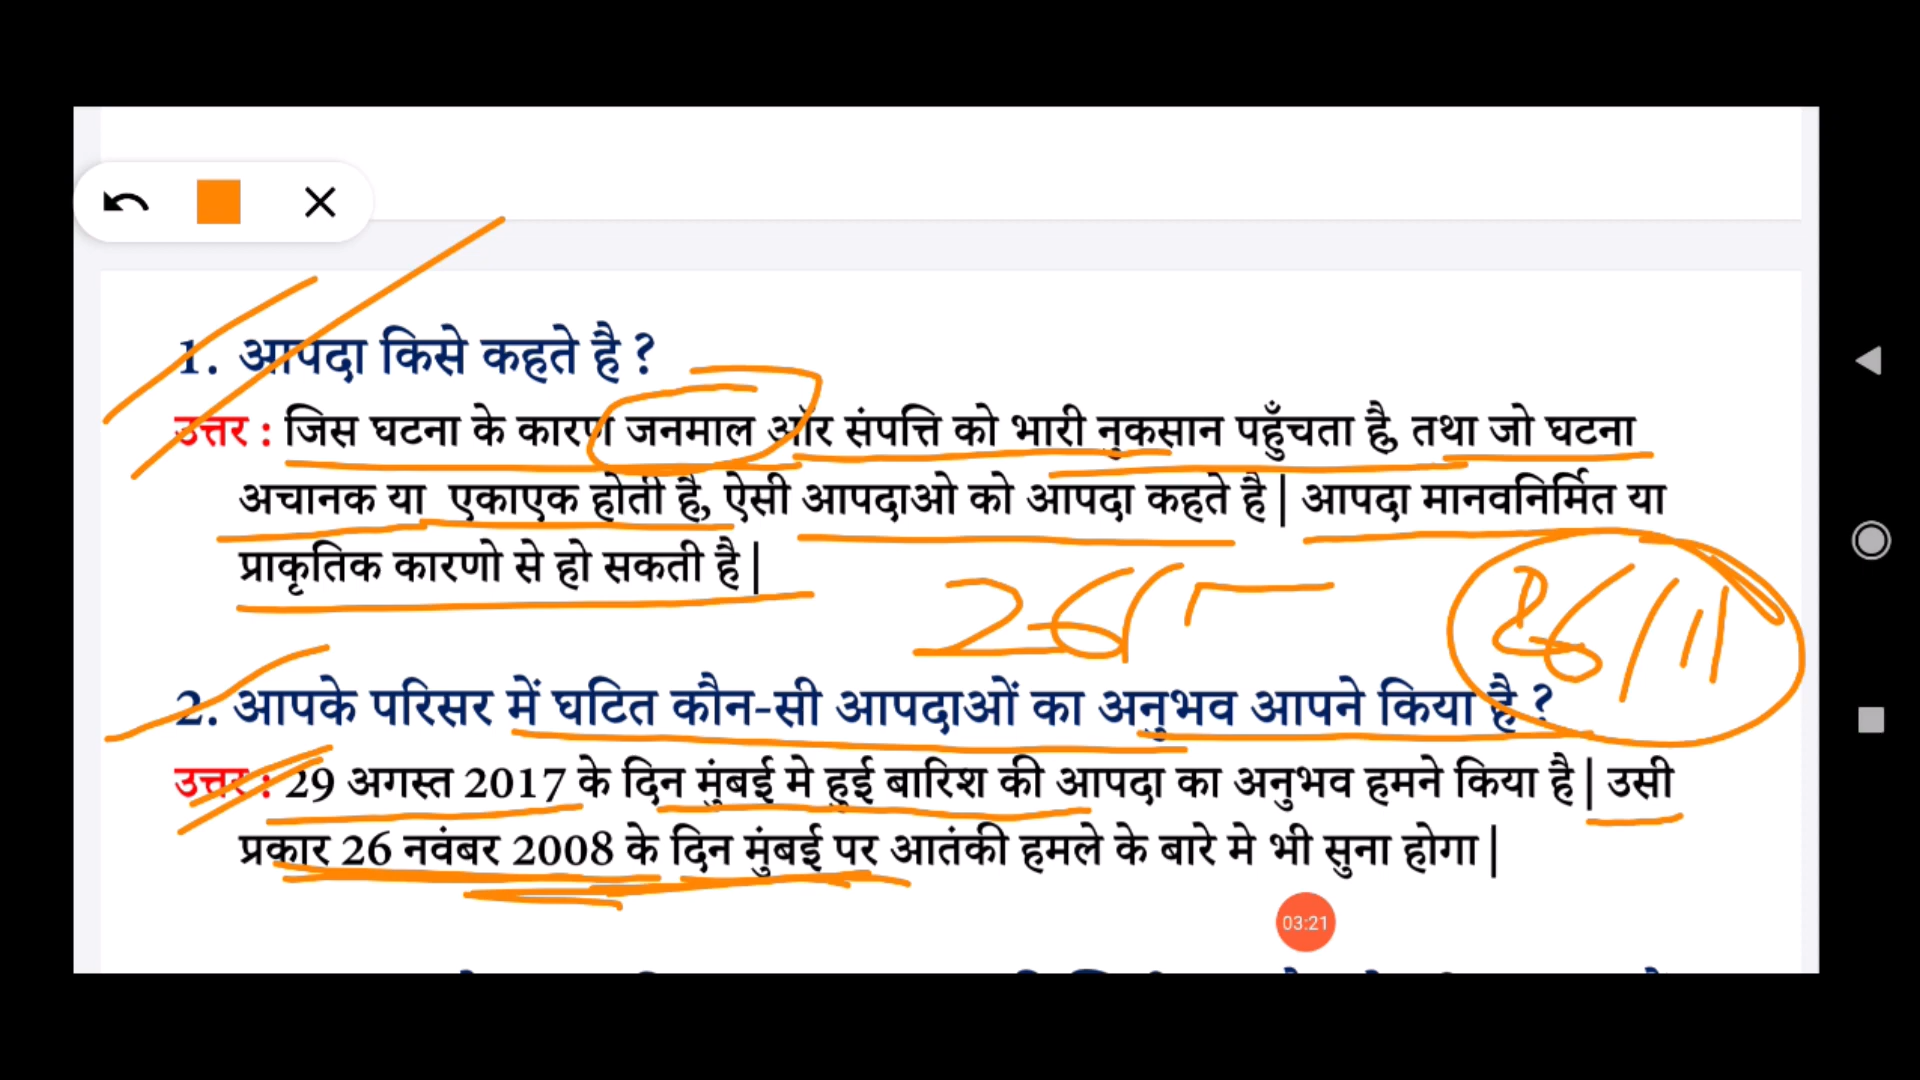 1. आपदा किसे कहते है ?
उत्तर : जिस घटना के कारण जनमाल और संपत्ति को भारी नुकसान पहुँचता है, तथा जो घटना
अचानक या एकाएक होती है, ऐसी आपदाओ को आपदा कहते है | आपदा मानवनिर्मित या
प्राकृतिक कारणो से हो सकती है |
26/
26/11
2. आपके परिसर में घटित कौन-सी आपदाओं का अनुभव आपने किया है ?
उत्तर : 29 अगस्त 2017 के दिन मुंबई मे हुई बारिश की आपदा का अनुभव हमने किया है | उसी
प्रकार 26 नवंबर 2008 के दिन मुंबई पर आतंकी हमले के बारे मे भी सुना होगा |
03:21